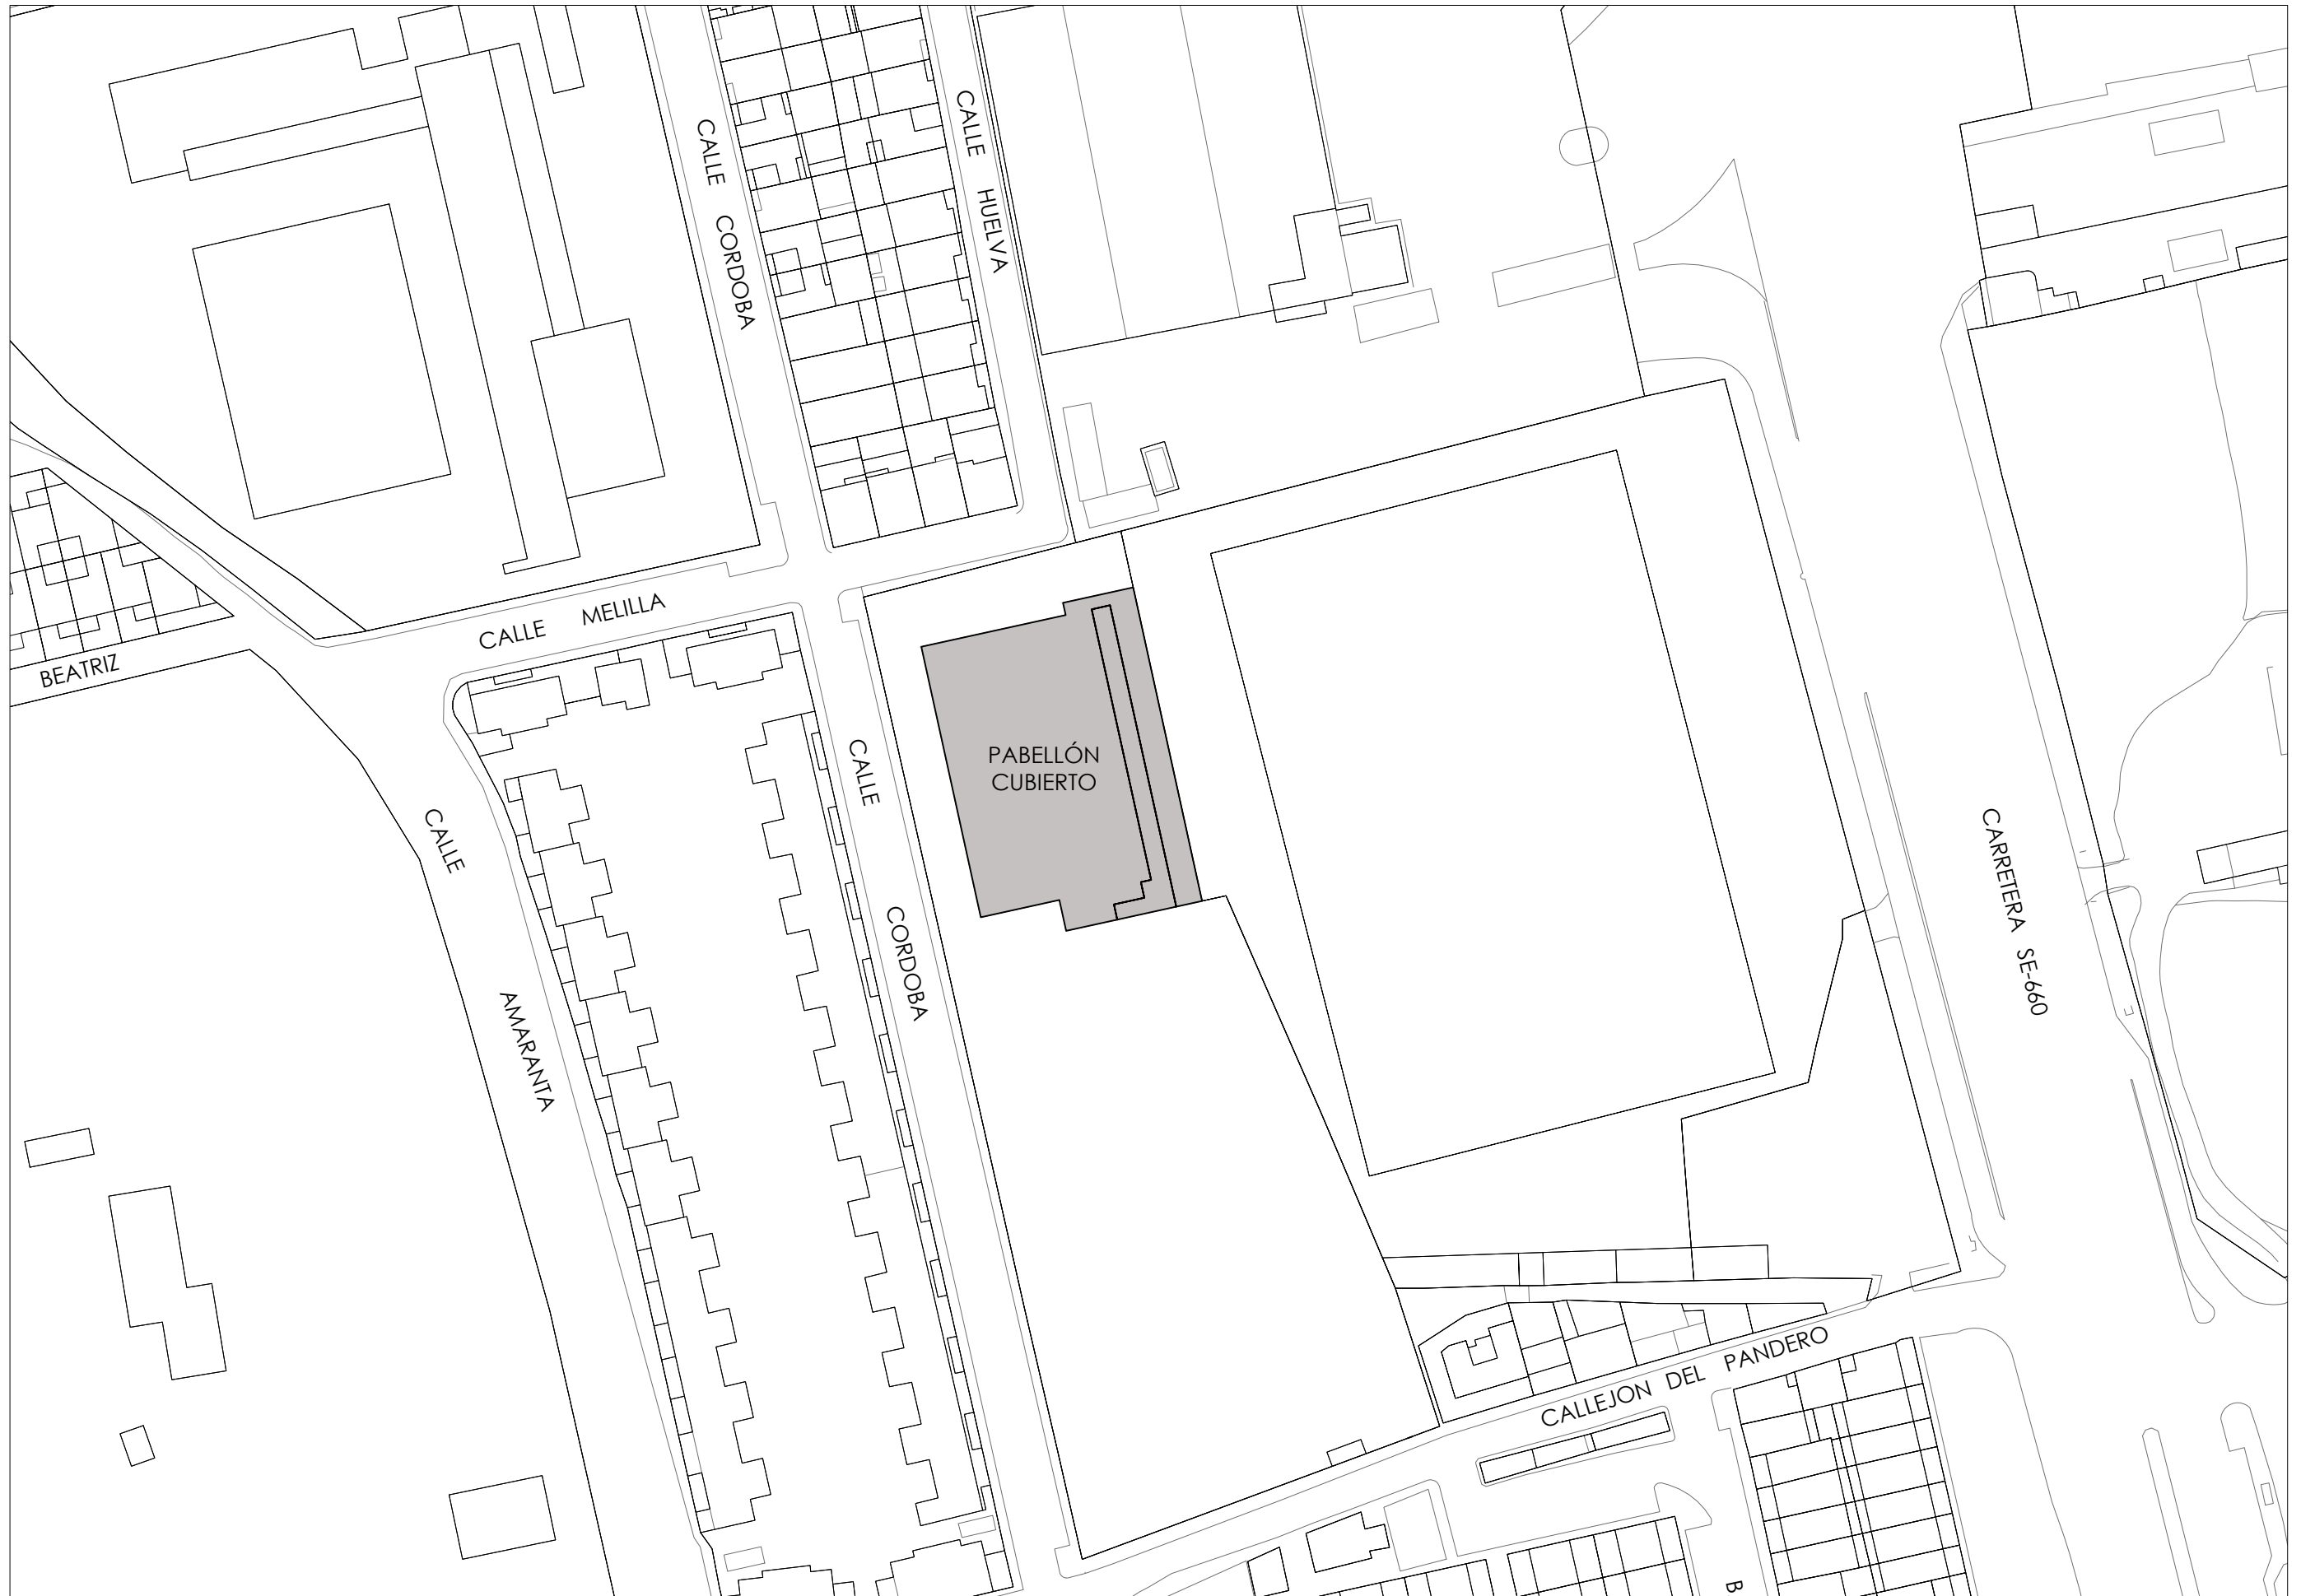 CALLE CORDOBA
CALLE HUELVA
CALLE MELILLA
BEATRIZ
PABELLÓN
CUBIERTO
CALLE CORDOBA
CALLE AMARANTA
CARRETERA SE-660
CALLEJON DEL PANDERO
B